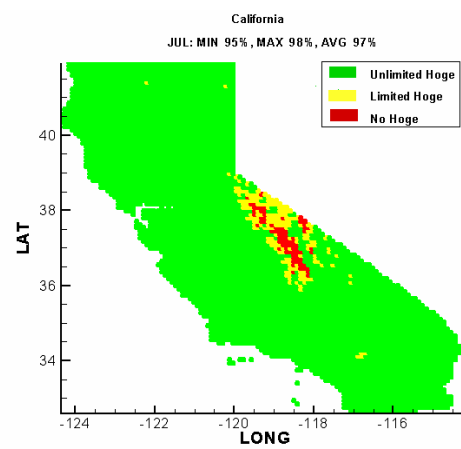 California
JUL: MIN 95%, MAX 98%, AVG 97%
Unlimited Hoge
Limited Hoge
No Hoge
40
38
36
34
LAT
-124
-122
-120
-118
-116
LONG